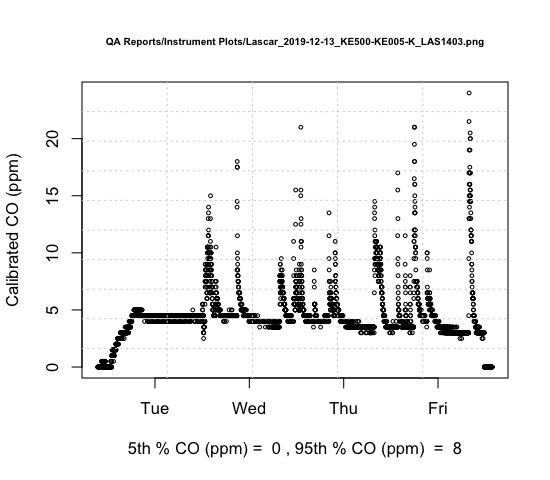 QA Reports/Instrument Plots/Lascar_2019-12-13_KE500-KE005-K_LAS1403.png
Calibrated CO (ppm)
20
15
10
5
0
Tue Wed Thu Fri
5th % CO (ppm) = 0 , 95th % CO (ppm) = 8